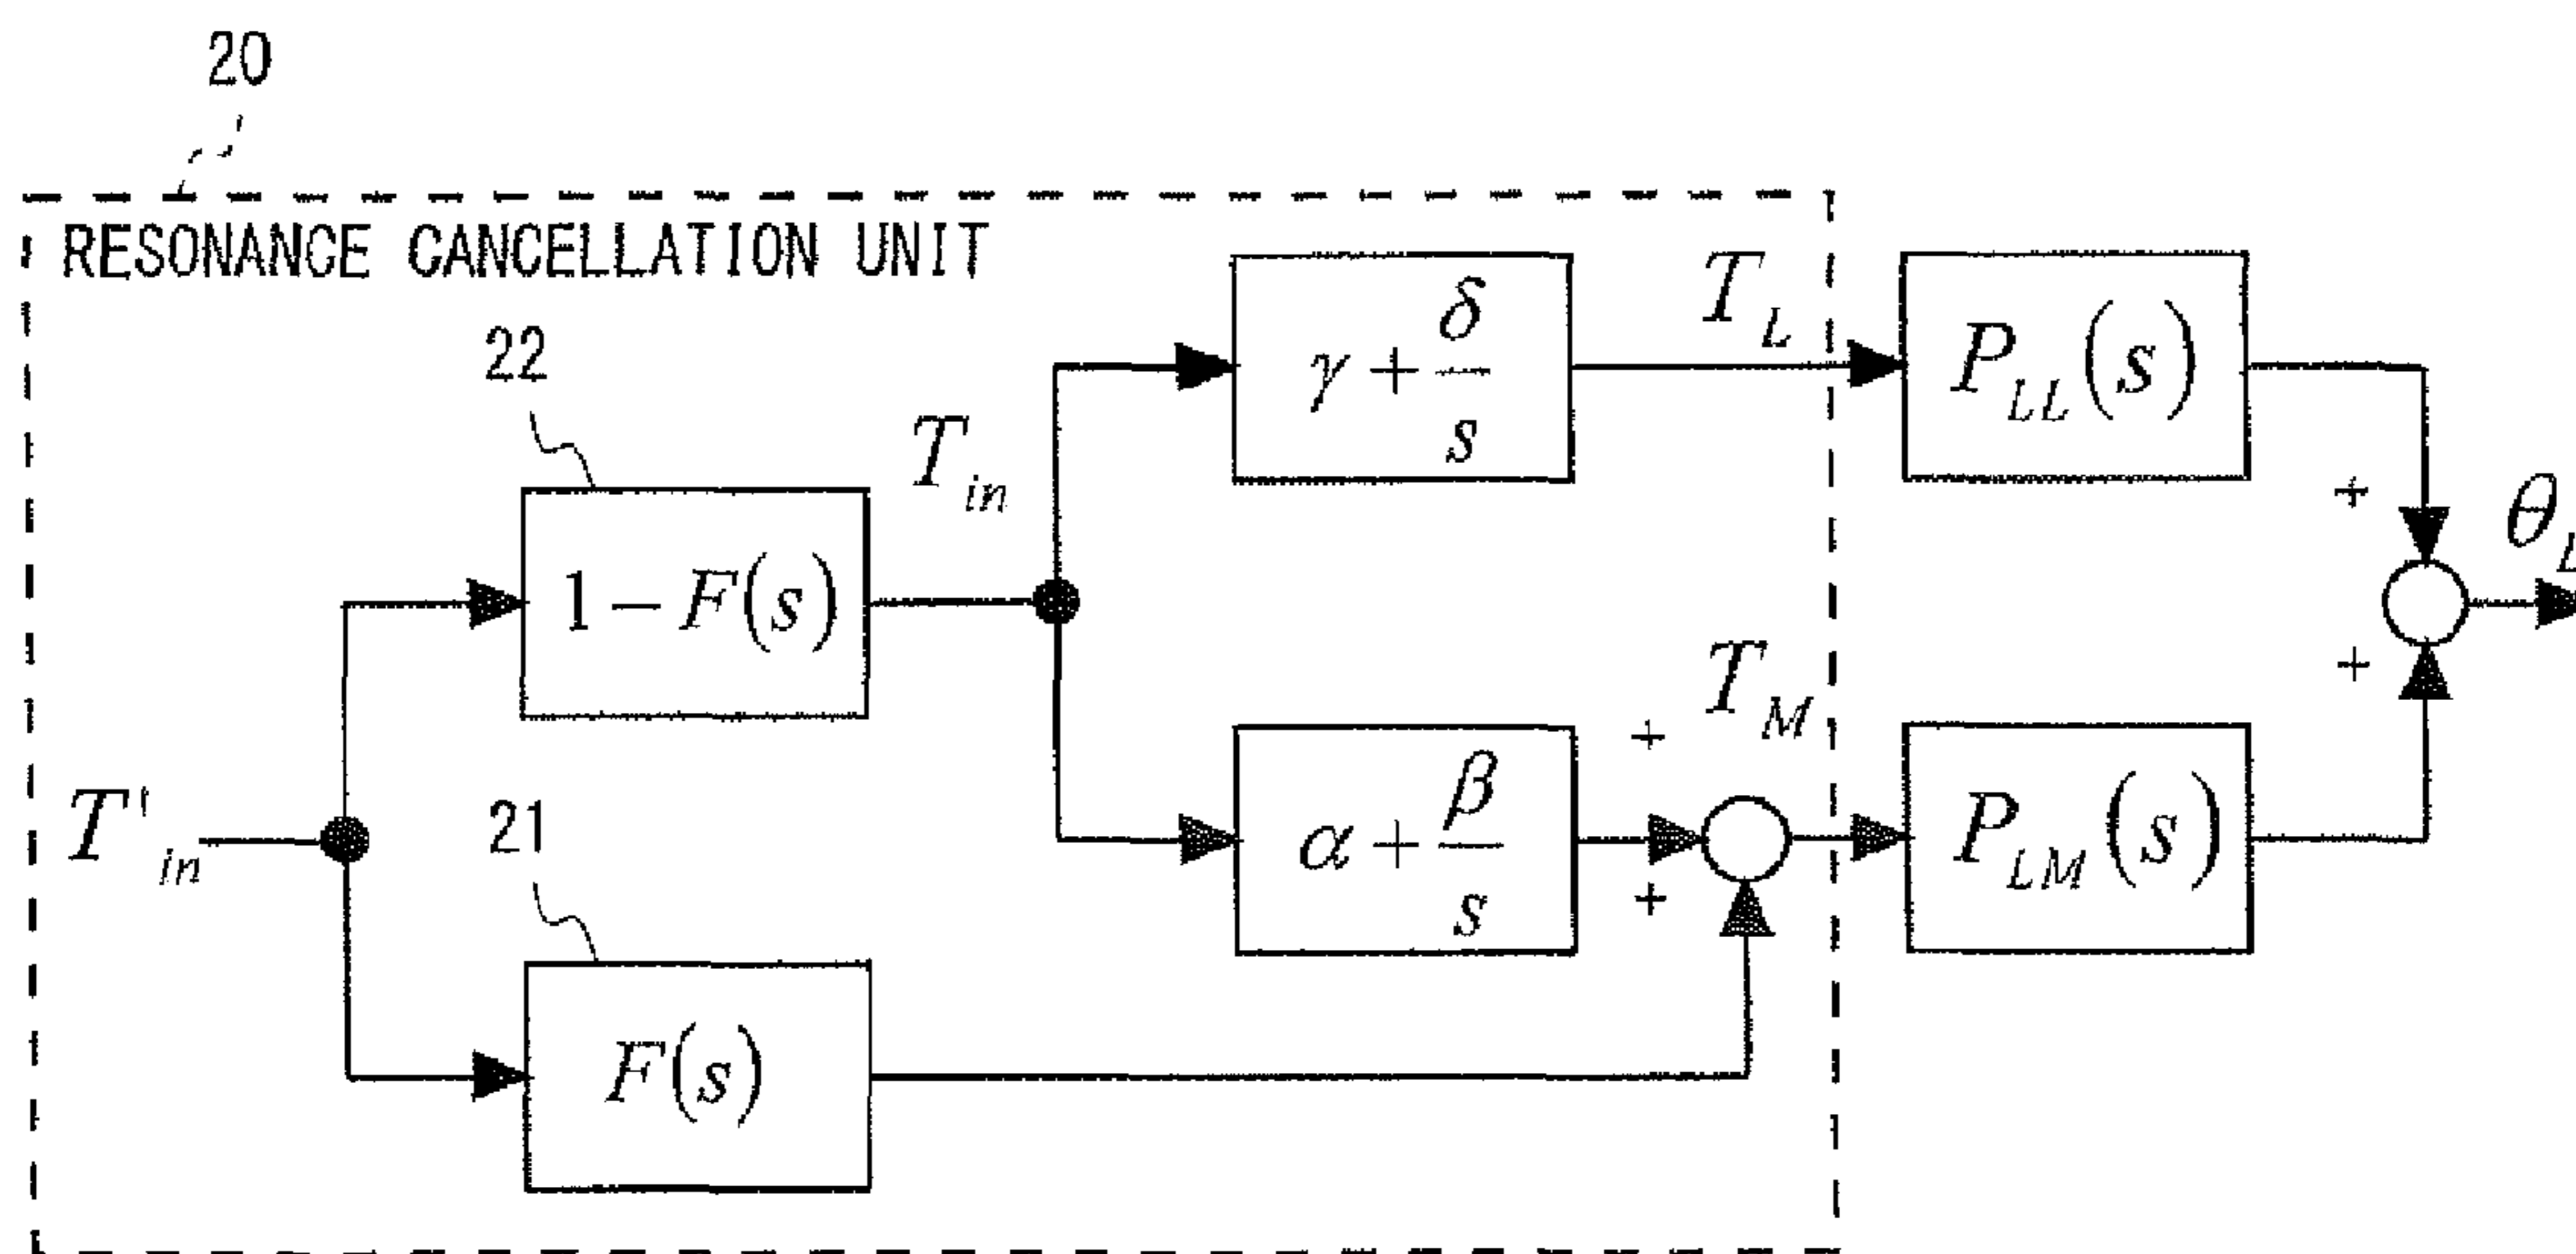 20
RESONANCE CANCELLATION UNIT
22
T_in
1 − F(s)
γ + δ/s
T_L
P_LL(s)
+
θ_L
+
T'_in
21
F(s)
α + β/s
+
+
T_M
P_LM(s)